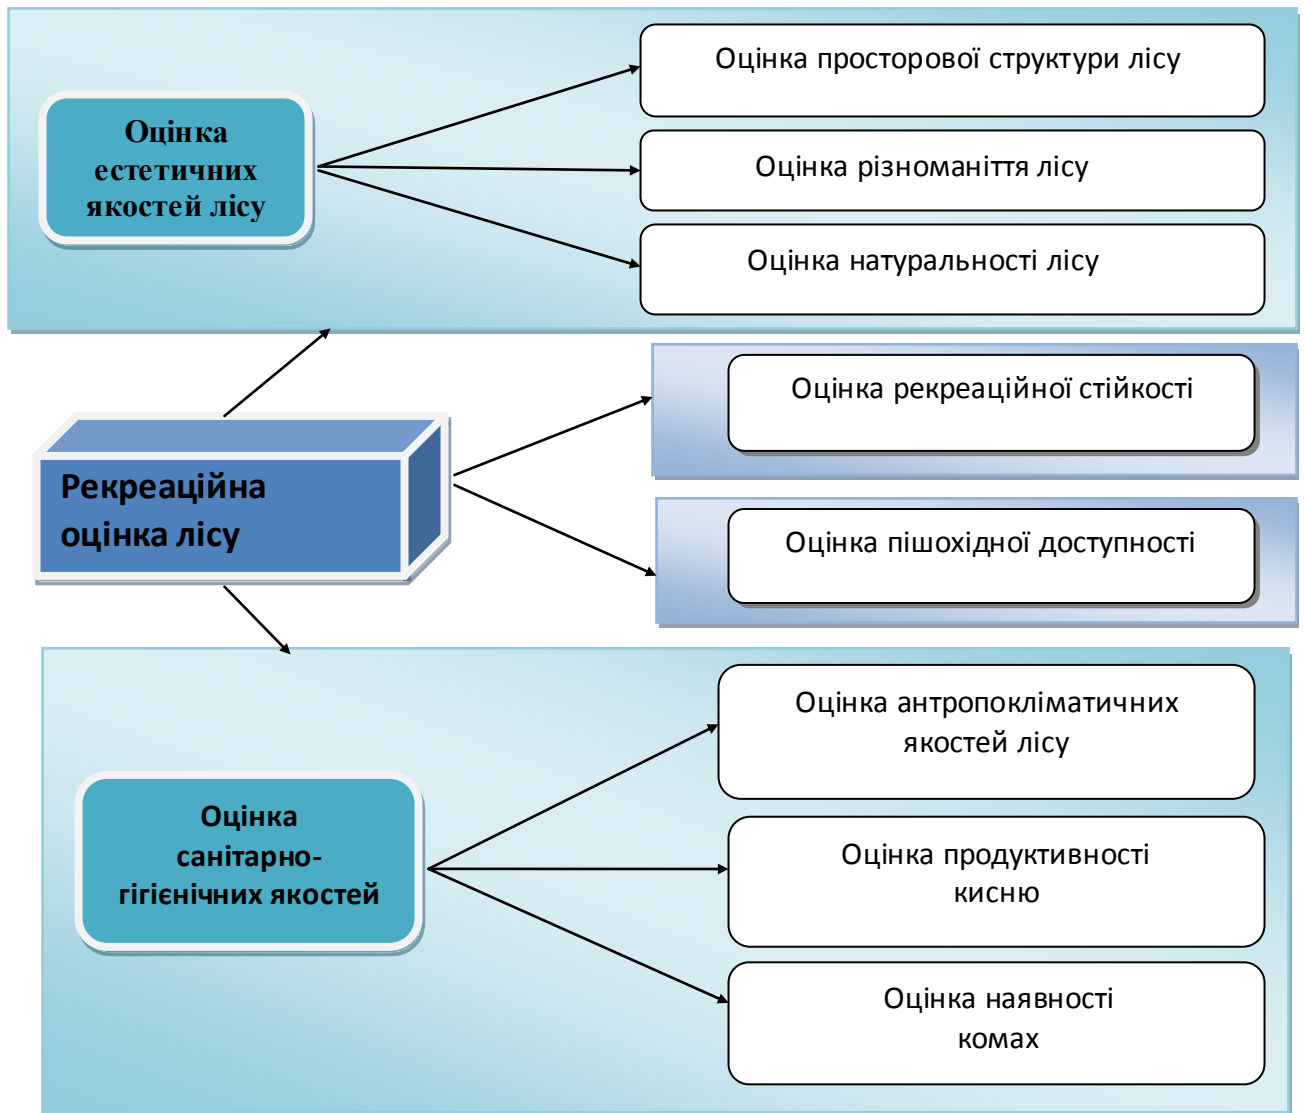 Оцінка просторової структури лісу
Оцінка
естетичних
якостей лісу
Оцінка різноманіття лісу
Оцінка натуральності лісу
Оцінка рекреаційної стійкості
Рекреаційна
оцінка лісу
Оцінка пішохідної доступності
Оцінка антропокліматичних
якостей лісу
Оцінка
санітарно-
гігієнічних якостей
Оцінка продуктивності
кисню
Оцінка наявності
комах